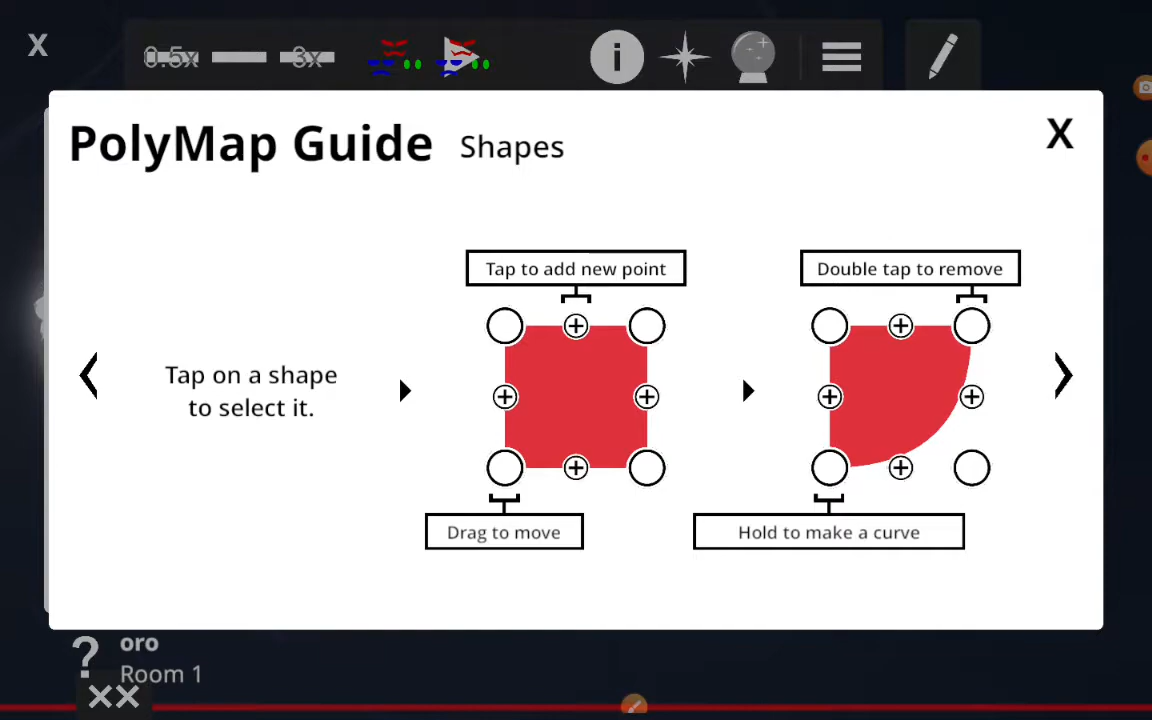 X
0.5x
3x
i
PolyMap Guide
Shapes
X
Tap to add new point
Double tap to remove
Tap on a shape
to select it.
Drag to move
Hold to make a curve
?
oro
Room 1
XX